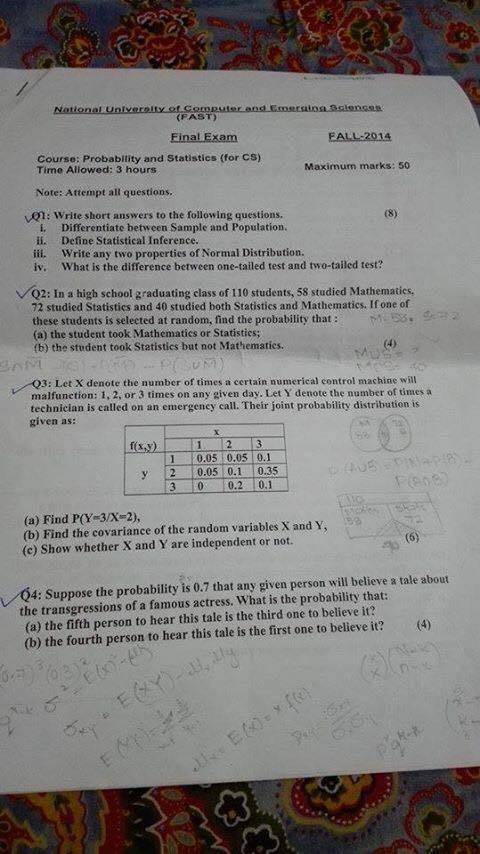 National University of Computer and Emerging Sciences
(FAST)
Final Exam FALL-2014
Course: Probability and Statistics (for CS)
Time Allowed: 3 hours Maximum marks: 50
Note: Attempt all questions.
Q1: Write short answers to the following questions. (8)
i. Differentiate between Sample and Population.
ii. Define Statistical Inference.
iii. Write any two properties of Normal Distribution.
iv. What is the difference between one-tailed test and two-tailed test?
Q2: In a high school graduating class of 110 students, 58 studied Mathematics,
72 studied Statistics and 40 studied both Statistics and Mathematics. If one of
these students is selected at random, find the probability that :
(a) the student took Mathematics or Statistics;
(b) the student took Statistics but not Mathematics. (4)
Q3: Let X denote the number of times a certain numerical control machine will
malfunction: 1, 2, or 3 times on any given day. Let Y denote the number of times a
technician is called on an emergency call. Their joint probability distribution is
given as:
x
f(x,y) 1 2 3
1 0.05 0.05 0.1
y 2 0.05 0.1 0.35
3 0 0.2 0.1
(a) Find P(Y=3/X=2),
(b) Find the covariance of the random variables X and Y,
(c) Show whether X and Y are independent or not. (6)
Q4: Suppose the probability is 0.7 that any given person will believe a tale about
the transgressions of a famous actress. What is the probability that:
(a) the fifth person to hear this tale is the third one to believe it?
(b) the fourth person to hear this tale is the first one to believe it? (4)